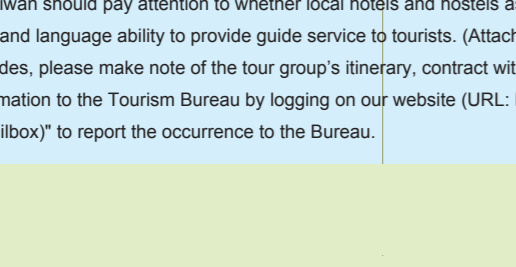 wan should pay attention to whether local hotels and hostels a
and language ability to provide guide service to tourists. (Attach
des, please make note of the tour group’s itinerary, contract wit
mation to the Tourism Bureau by logging on our website (URL:
ilbox)" to report the occurrence to the Bureau.